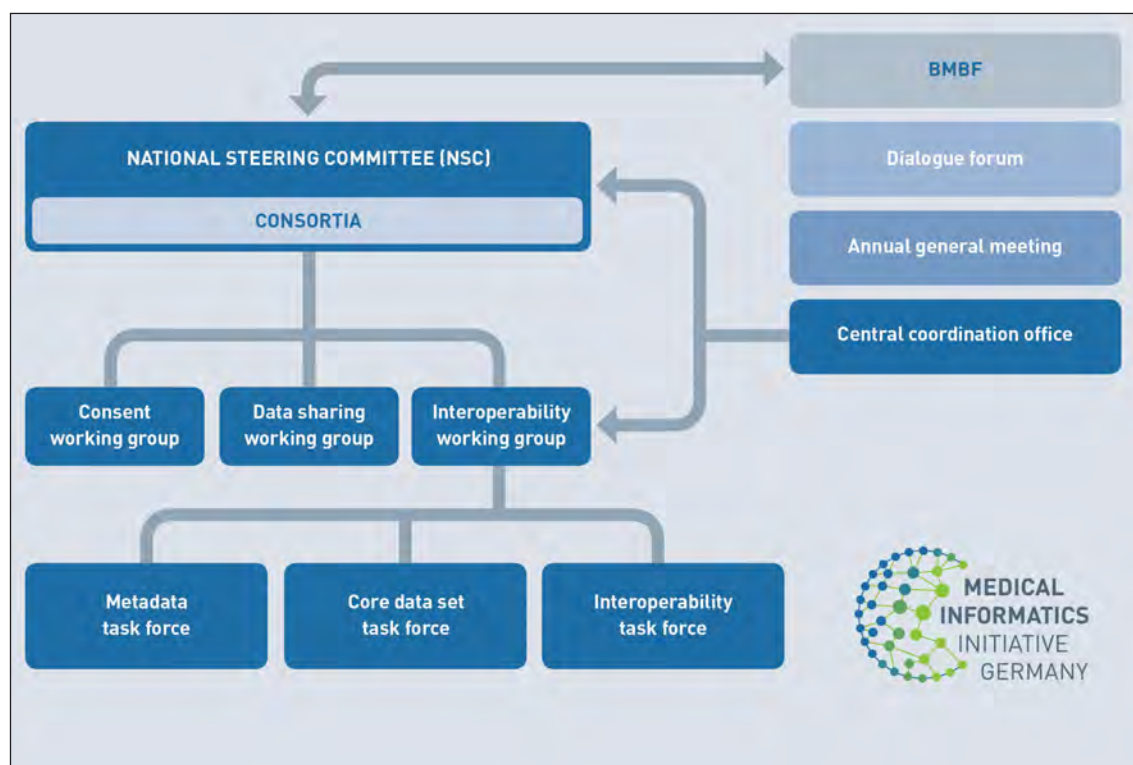 BMBF
NATIONAL STEERING COMMITTEE (NSC)
Dialogue forum
CONSORTIA
Annual general meeting
Central coordination office
Consent
working group
Data sharing
working group
Interoperability
working group
Metadata
task force
Core data set
task force
Interoperability
task force
MEDICAL
INFORMATICS
INITIATIVE
GERMANY